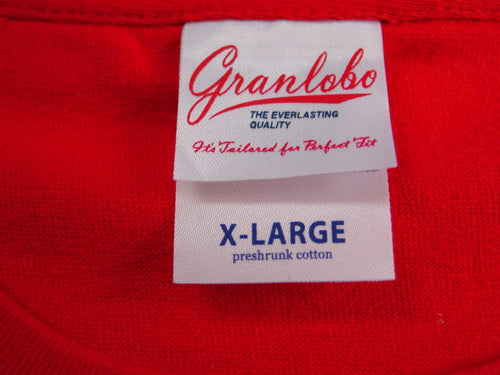 Granlobo
THE EVERLASTING
QUALITY
It's Tailored for Perfect Fit
X-LARGE
preshrunk cotton